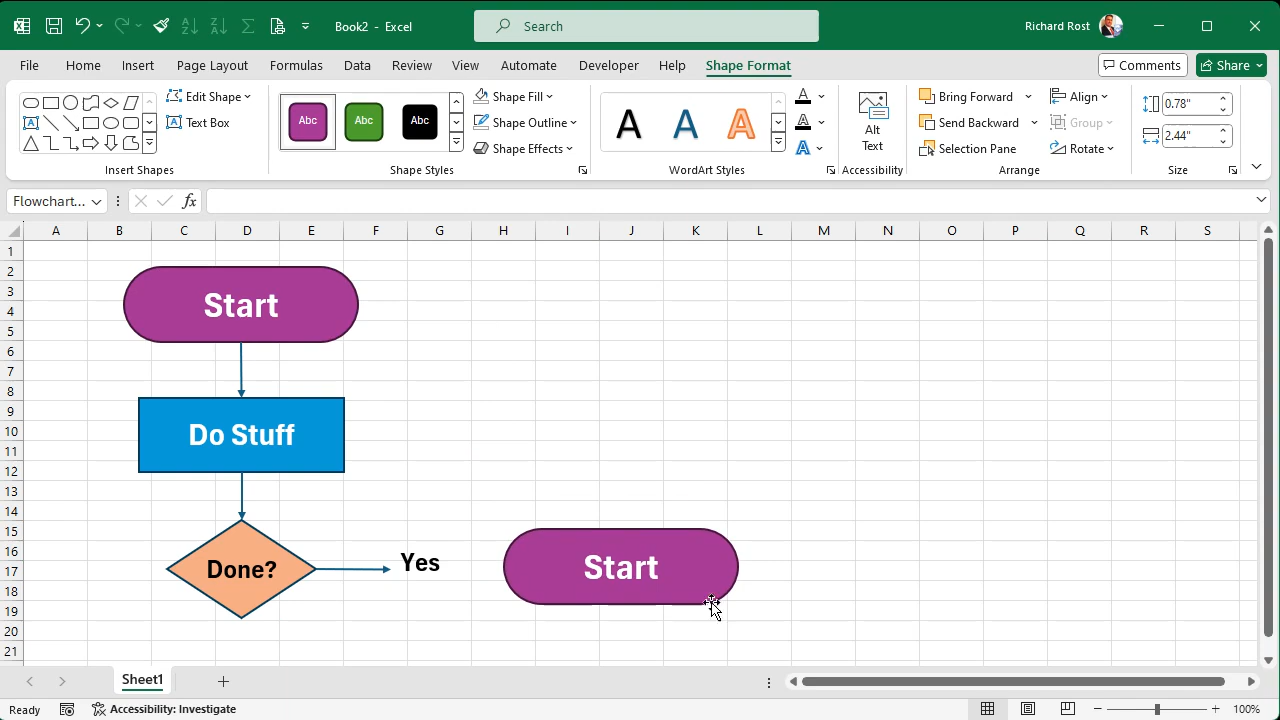 Book2 - Excel
Search
Richard Rost
File Home Insert Page Layout Formulas Data Review View Automate Developer Help Shape Format
Comments Share
Edit Shape
Text Box
Insert Shapes
Abc Abc Abc
Shape Fill
Shape Outline
Shape Effects
Shape Styles
A A A
WordArt Styles
Alt
Text
Accessibility
Bring Forward
Send Backward
Selection Pane
Align
Group
Rotate
Arrange
0.78"
2.44"
Size
Flowchart...
fx
A B C D E F G H I J K L M N O P Q R S
1
2
3
4
5
6
7
8
9
10
11
12
13
14
15
16
17
18
19
20
21
Start
Do Stuff
Done?
Yes
Start
Sheet1
Ready
Accessibility: Investigate
100%